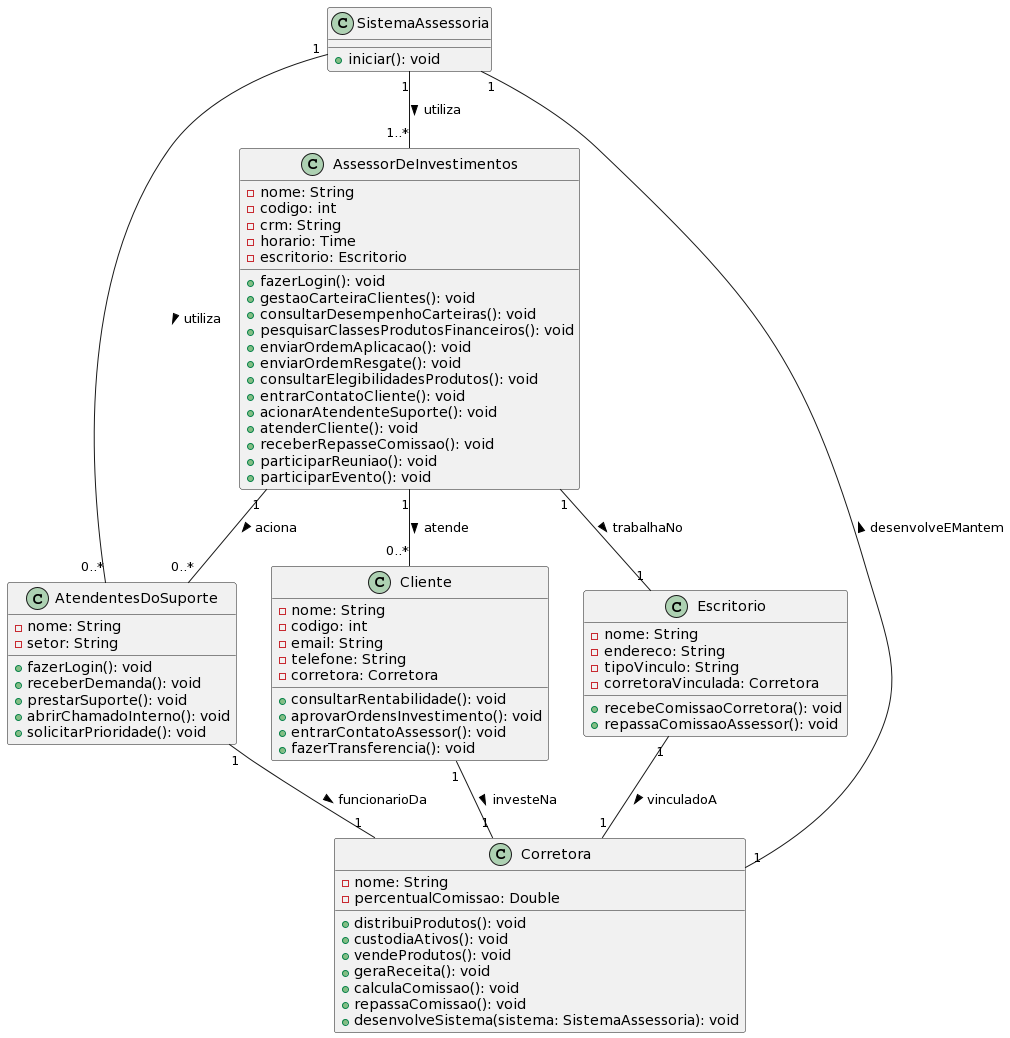 C SistemaAssessoria
iniciar(): void
1
1
1
utiliza
1..*
C AssessorDeInvestimentos
nome: String
codigo: int
crm: String
horario: Time
escritorio: Escritorio
fazerLogin(): void
gestaoCarteiraClientes(): void
consultarDesempenhoCarteiras(): void
pesquisarClassesProdutosFinanceiros(): void
enviarOrdemAplicacao(): void
enviarOrdemResgate(): void
consultarElegibilidadesProdutos(): void
entrarContatoCliente(): void
acionarAtendenteSuporte(): void
atenderCliente(): void
receberRepasseComissao(): void
participarReuniao(): void
participarEvento(): void
utiliza
1
1
1
aciona
atende
trabalhaNo
desenvolveEMantem
0..*
0..*
0..*
1
C AtendentesDoSuporte
nome: String
setor: String
fazerLogin(): void
receberDemanda(): void
prestarSuporte(): void
abrirChamadoInterno(): void
solicitarPrioridade(): void
C Cliente
nome: String
codigo: int
email: String
telefone: String
corretora: Corretora
consultarRentabilidade(): void
aprovarOrdensInvestimento(): void
entrarContatoAssessor(): void
fazerTransferencia(): void
C Escritorio
nome: String
endereco: String
tipoVinculo: String
corretoraVinculada: Corretora
recebeComissaoCorretora(): void
repassaComissaoAssessor(): void
1
1
1
funcionarioDa
investeNa
vinculadoA
1
1
1
1
C Corretora
nome: String
percentualComissao: Double
distribuiProdutos(): void
custodiaAtivos(): void
vendeProdutos(): void
geraReceita(): void
calculaComissao(): void
repassaComissao(): void
desenvolveSistema(sistema: SistemaAssessoria): void